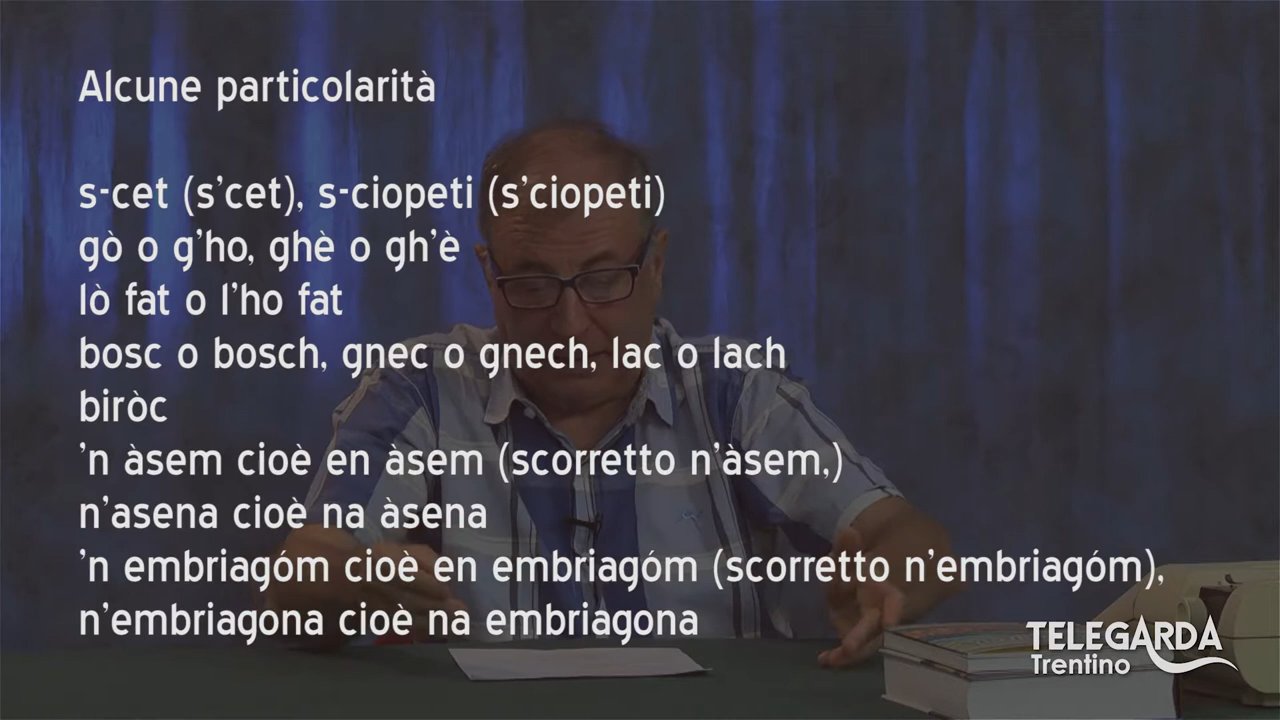 Alcune particolarità
s-cet (s'cet), s-ciopeti (s'ciopeti)
gò o g'ho, ghè o gh'è
lò fat o l'ho fat
bosc o bosch, gnec o gnech, lac o lach
biròc
'n àsem cioè en àsem (scorretto n'àsem,)
n'asena cioè na àsena
'n embriagóm cioè en embriagóm (scorretto n'embriagóm),
n'embriagona cioè na embriagona
TELEGARDA
Trentino